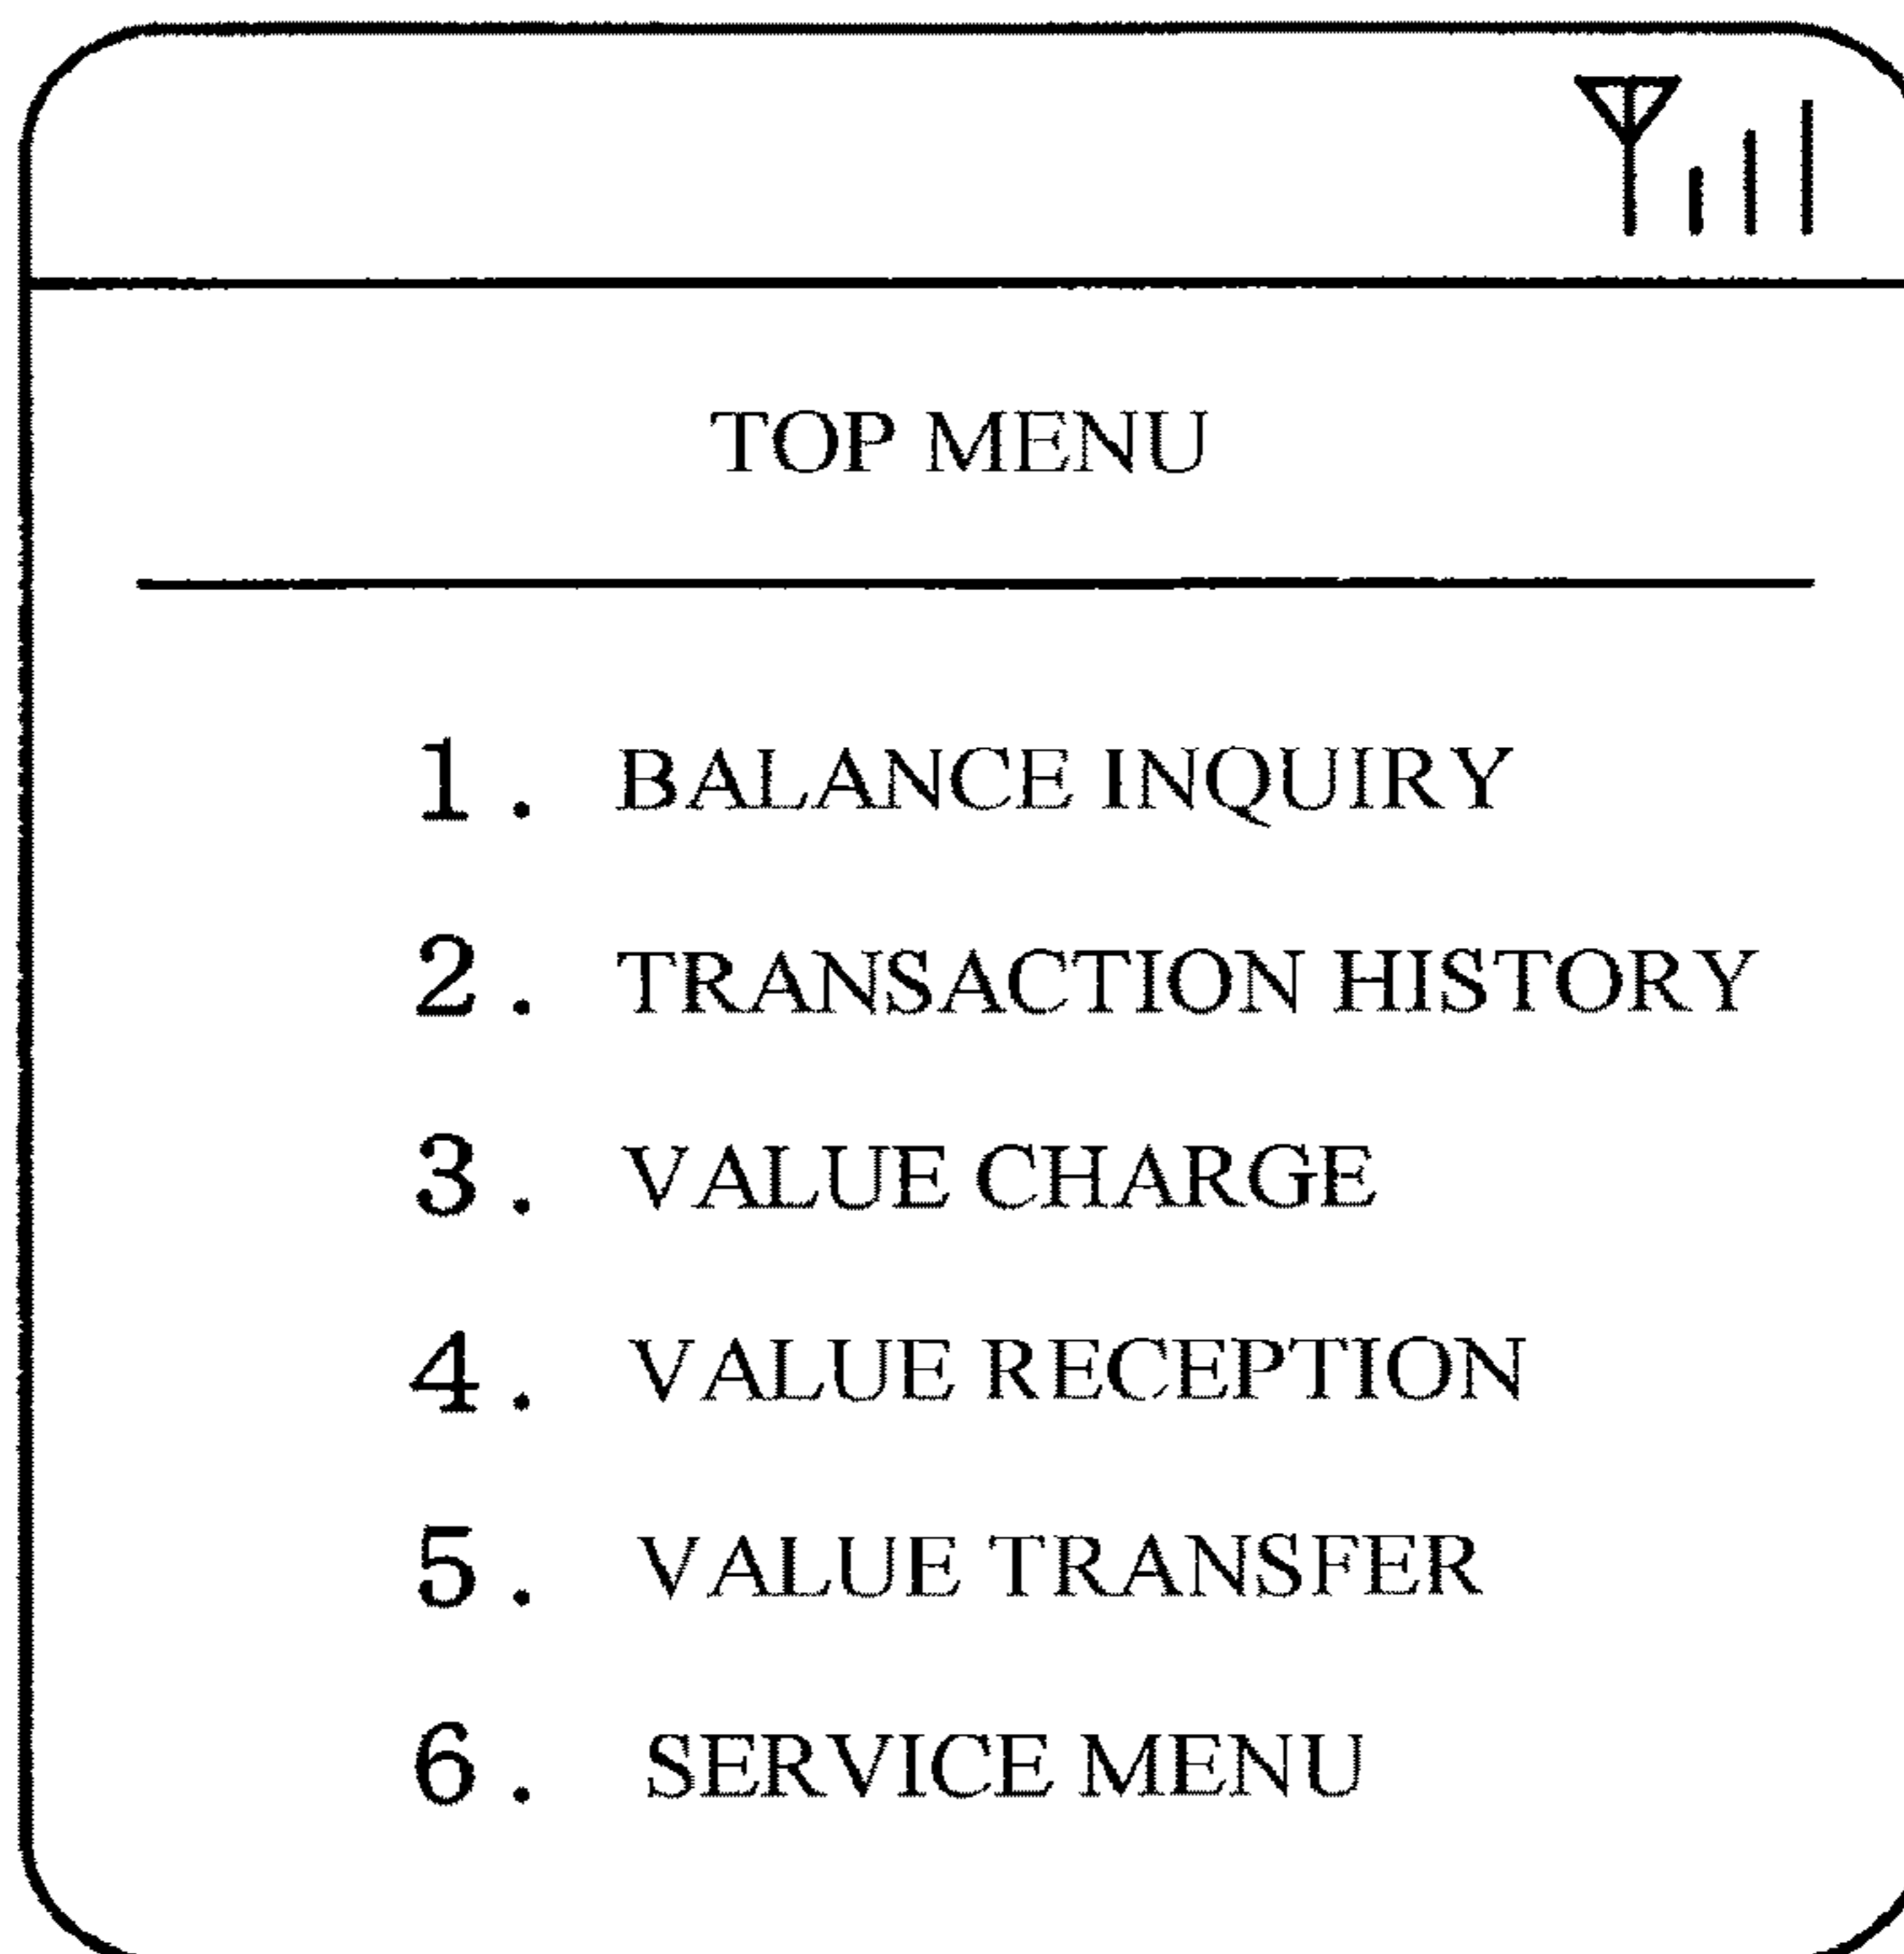 TOP MENU
1. BALANCE INQUIRY
2. TRANSACTION HISTORY
3. VALUE CHARGE
4. VALUE RECEPTION
5. VALUE TRANSFER
6. SERVICE MENU